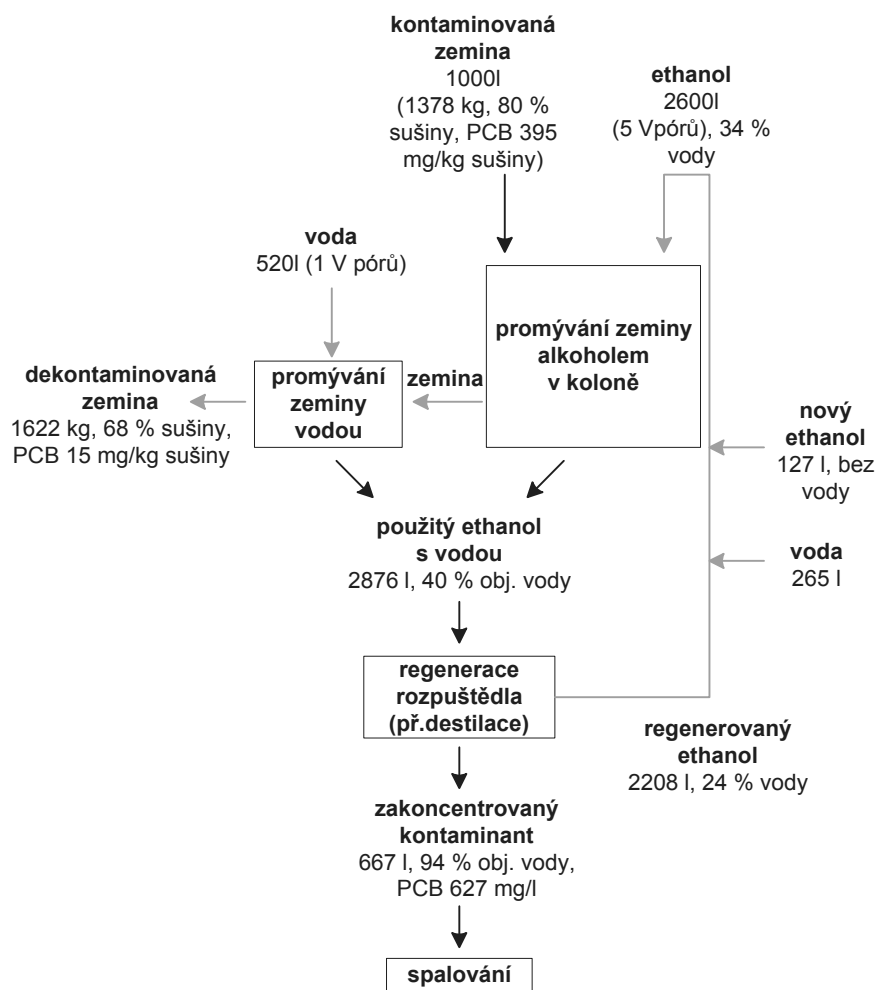 kontaminovaná
zemina
1000l
(1378 kg, 80 %
sušiny, PCB 395
mg/kg sušiny)
ethanol
2600l
(5 Vpórů), 34 %
vody
voda
520l (1 V pórů)
promývání zeminy
alkoholem
v koloně
promývání
zeminy
vodou
zemina
dekontaminovaná
zemina
1622 kg, 68 % sušiny,
PCB 15 mg/kg sušiny
nový
ethanol
127 l, bez
vody
použitý ethanol
s vodou
2876 l, 40 % obj. vody
voda
265 l
regenerace
rozpuštědla
(př.destilace)
regenerovaný
ethanol
2208 l, 24 % vody
zakoncentrovaný
kontaminant
667 l, 94 % obj. vody,
PCB 627 mg/l
spalování